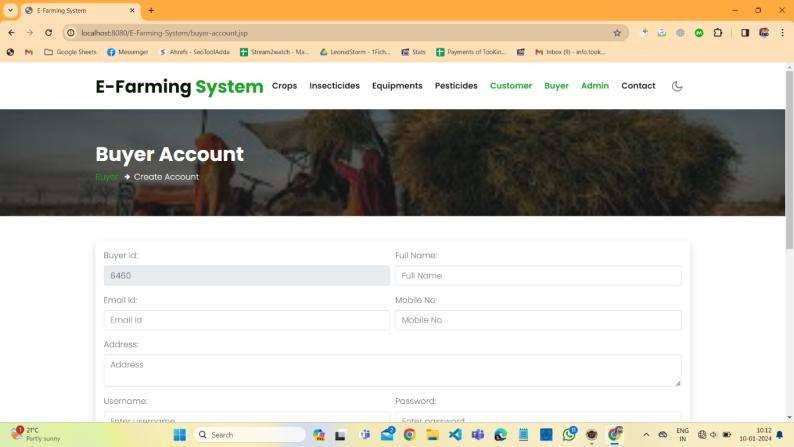 E-Farming System
localhost:8080/E-Farming-System/buyer-account.jsp
Google Sheets Messenger Ahrefs - SeoToolAdda Stream2watch - Ma... LeonidStorm - 1Fich... Stats Payments of TooKin... Inbox (9) - info.took...
E-Farming System Crops Insecticides Equipments Pesticides Customer Buyer Admin Contact
Buyer Account
Buyer → Create Account
Buyer id: Full Name:
6460 Full Name
Email Id: Mobile No:
Email Id Mobile No.
Address:
Address
Username: Password:
Enter username Enter password
21°C Search ENG 10:12
Partly sunny IN 10-01-2024